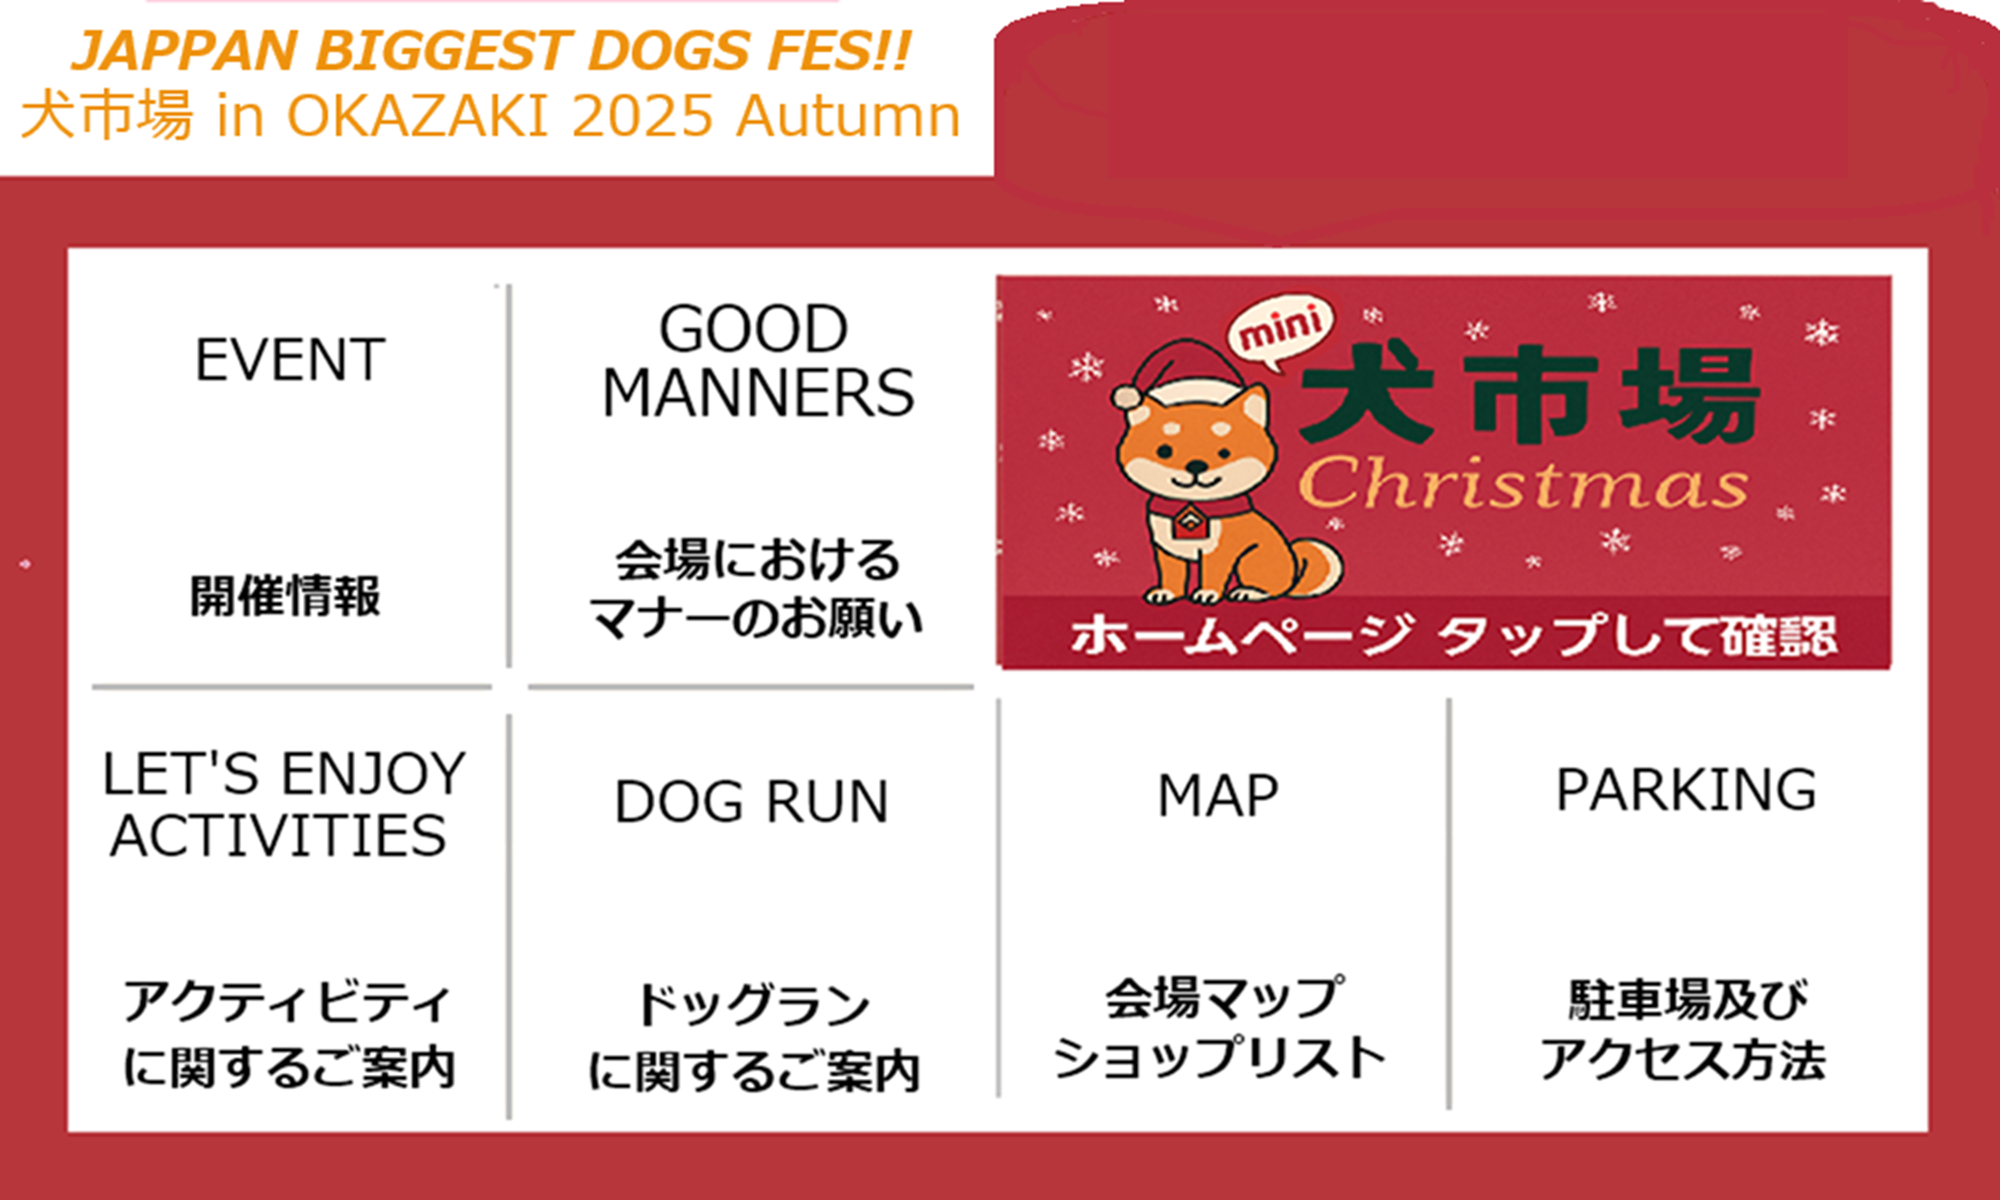 JAPPAN BIGGEST DOGS FES!!
犬市場 in OKAZAKI 2025 Autumn
EVENT
開催情報
GOOD
MANNERS
会場における
マナーのお願い
mini
犬市場
Christmas
ホームページ タップして確認
LET'S ENJOY
ACTIVITIES
アクティビティ
に関するご案内
DOG RUN
ドッグラン
に関するご案内
MAP
会場マップ
ショップリスト
PARKING
駐車場及び
アクセス方法